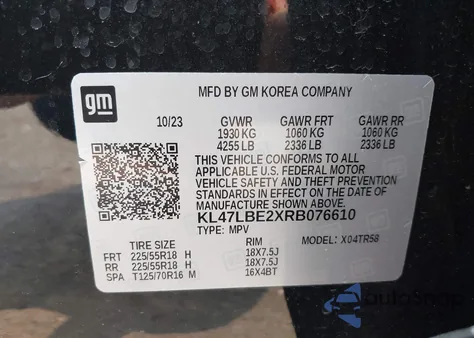 gm
MFD BY GM KOREA COMPANY
10/23 GVWR GAWR FRT GAWR RR
1930 KG 1060 KG 1060 KG
4255 LB 2336 LB 2336 LB
THIS VEHICLE CONFORMS TO ALL
APPLICABLE U.S. FEDERAL MOTOR
VEHICLE SAFETY AND THEFT PREVENTION
STANDARDS IN EFFECT ON THE DATE OF
MANUFACTURE SHOWN ABOVE.
KL47LBE2XRB076610
TYPE: MPV MODEL: X04TR58
TIRE SIZE RIM
FRT 225/55R18 H 18X7.5J
RR 225/55R18 H 18X7.5J
SPA T125/70R16 M 16X4BT
AutoSnap